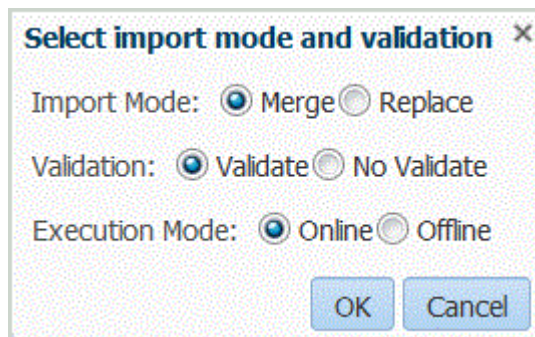 Select import mode and validation ×
Import Mode: Merge Replace
Validation: Validate No Validate
Execution Mode: Online Offline
OK Cancel